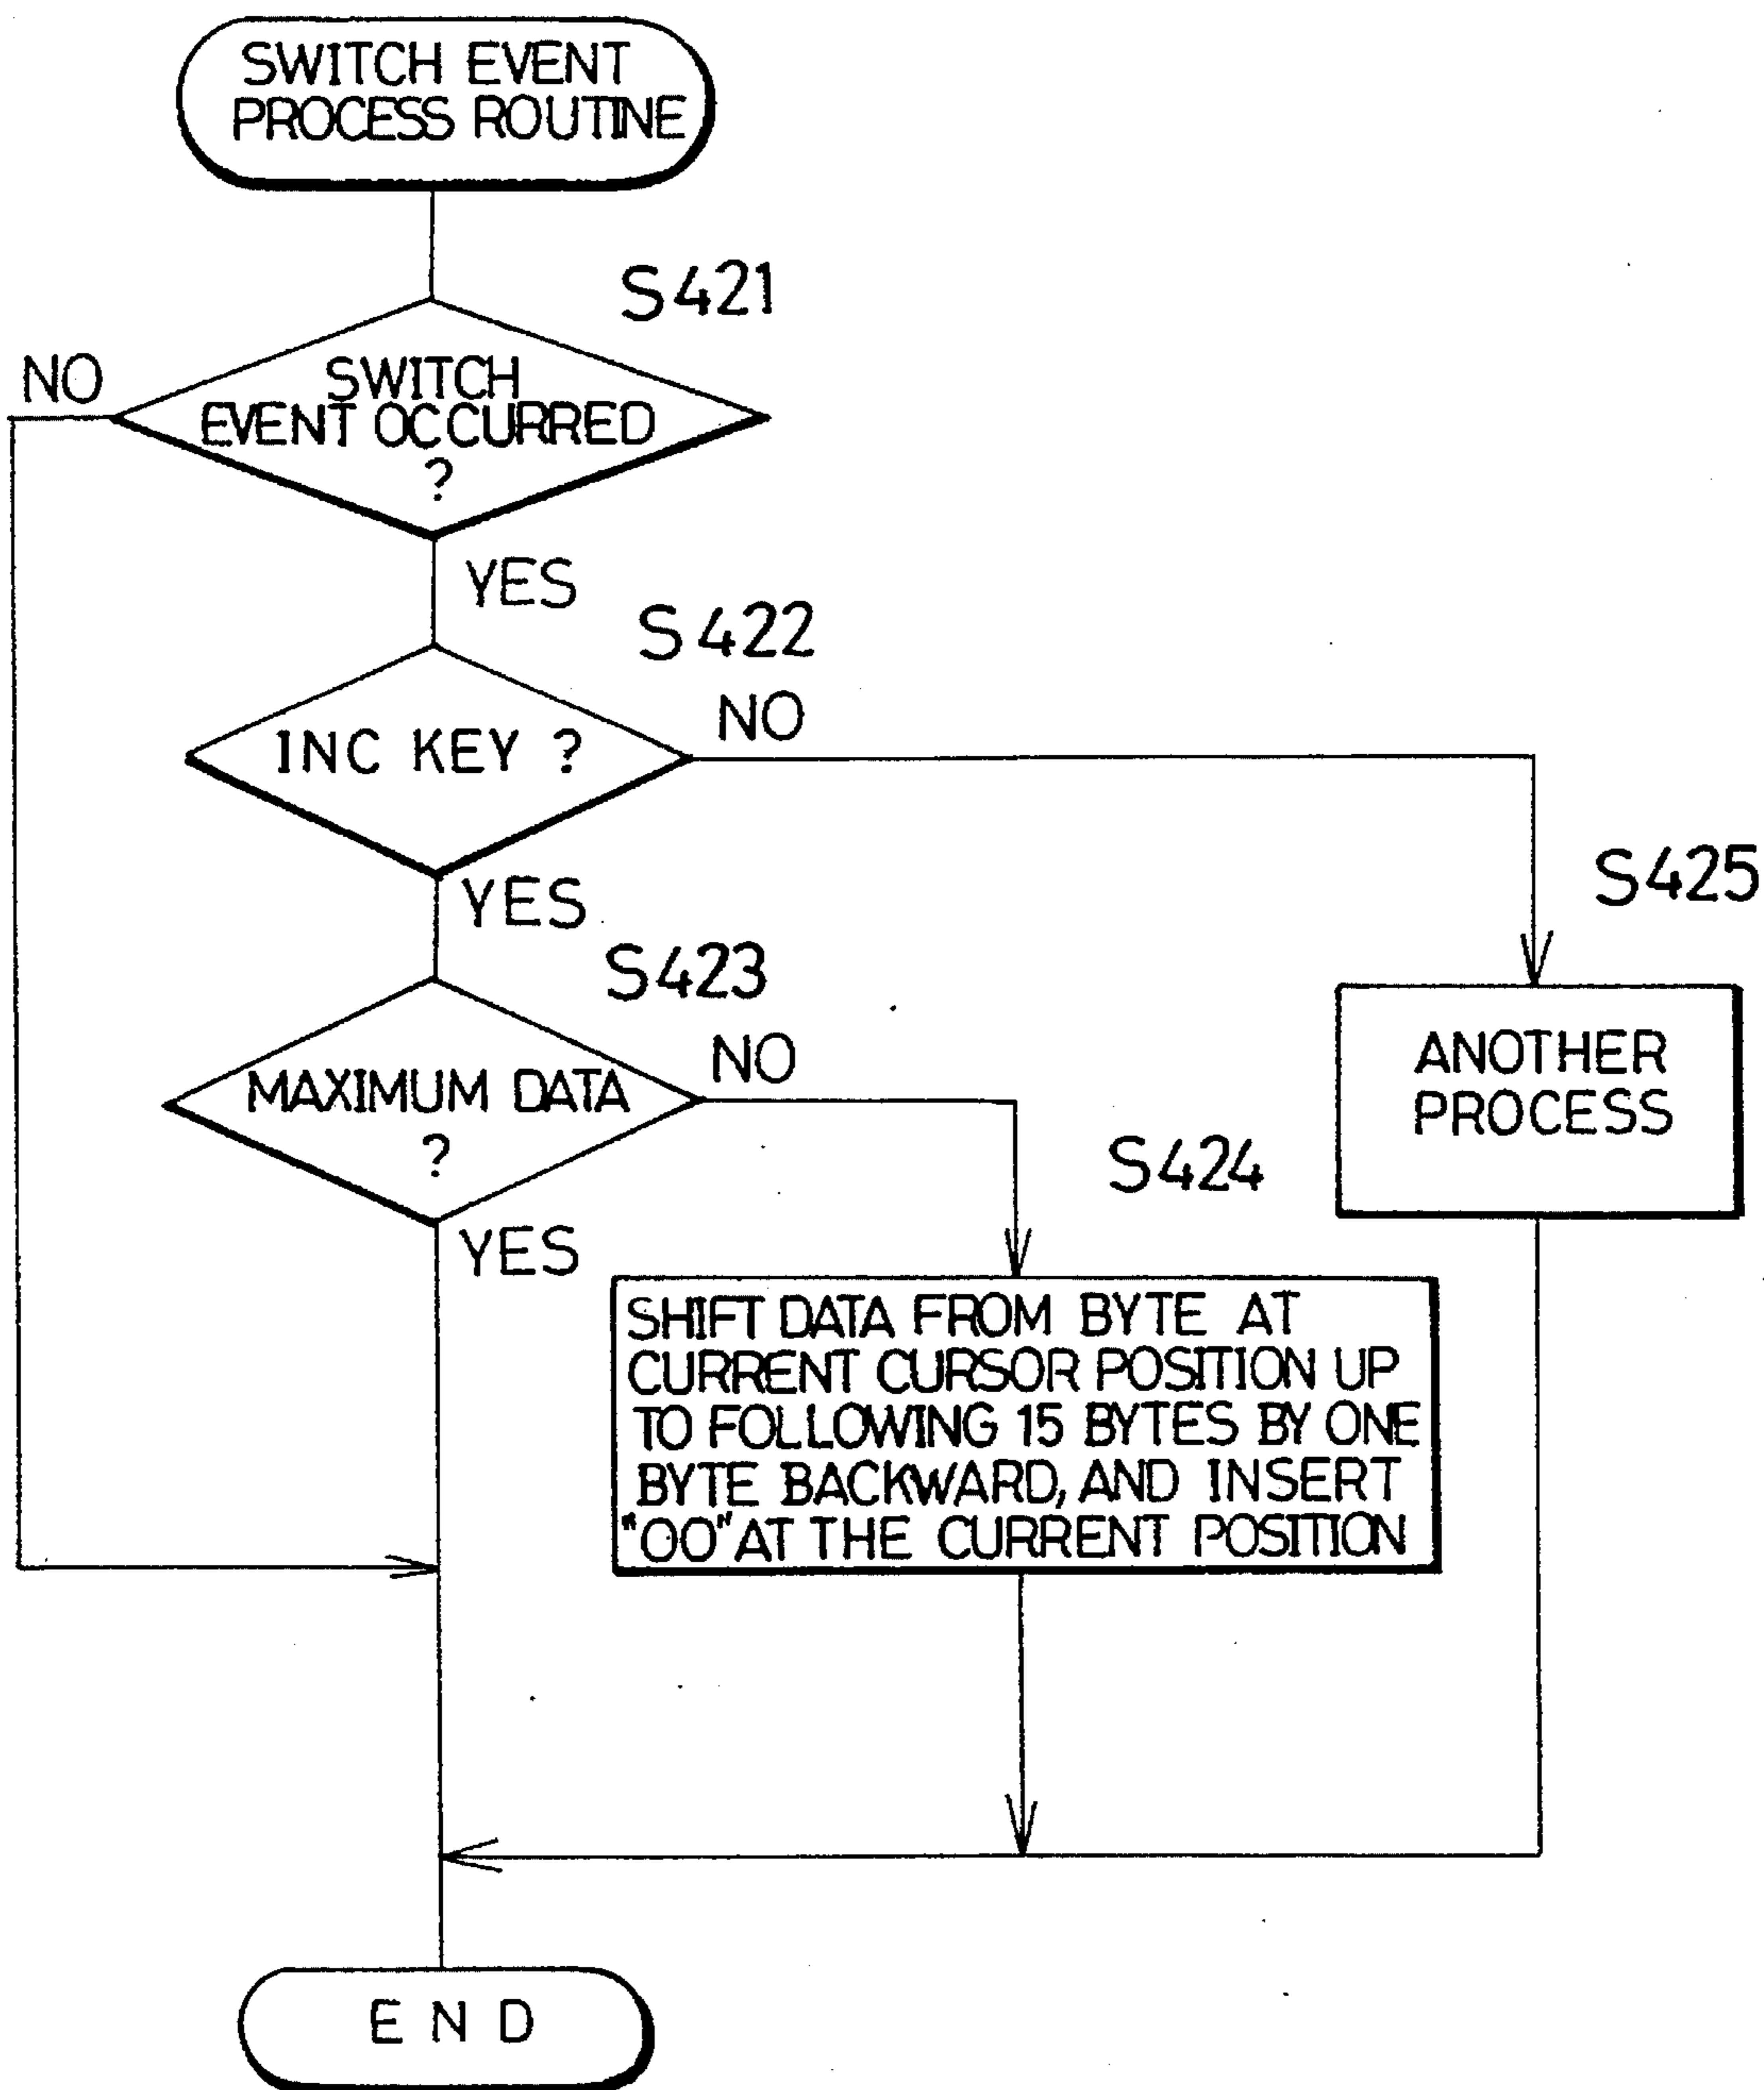 SWITCH EVENT
PROCESS ROUTINE
S421
NO
SWITCH
EVENT OCCURRED
?
YES
S422
NO
INC KEY ?
YES
S425
S423
NO
ANOTHER
PROCESS
MAXIMUM DATA
?
S424
YES
SHIFT DATA FROM BYTE AT
CURRENT CURSOR POSITION UP
TO FOLLOWING 15 BYTES BY ONE
BYTE BACKWARD, AND INSERT
"00" AT THE CURRENT POSITION
END